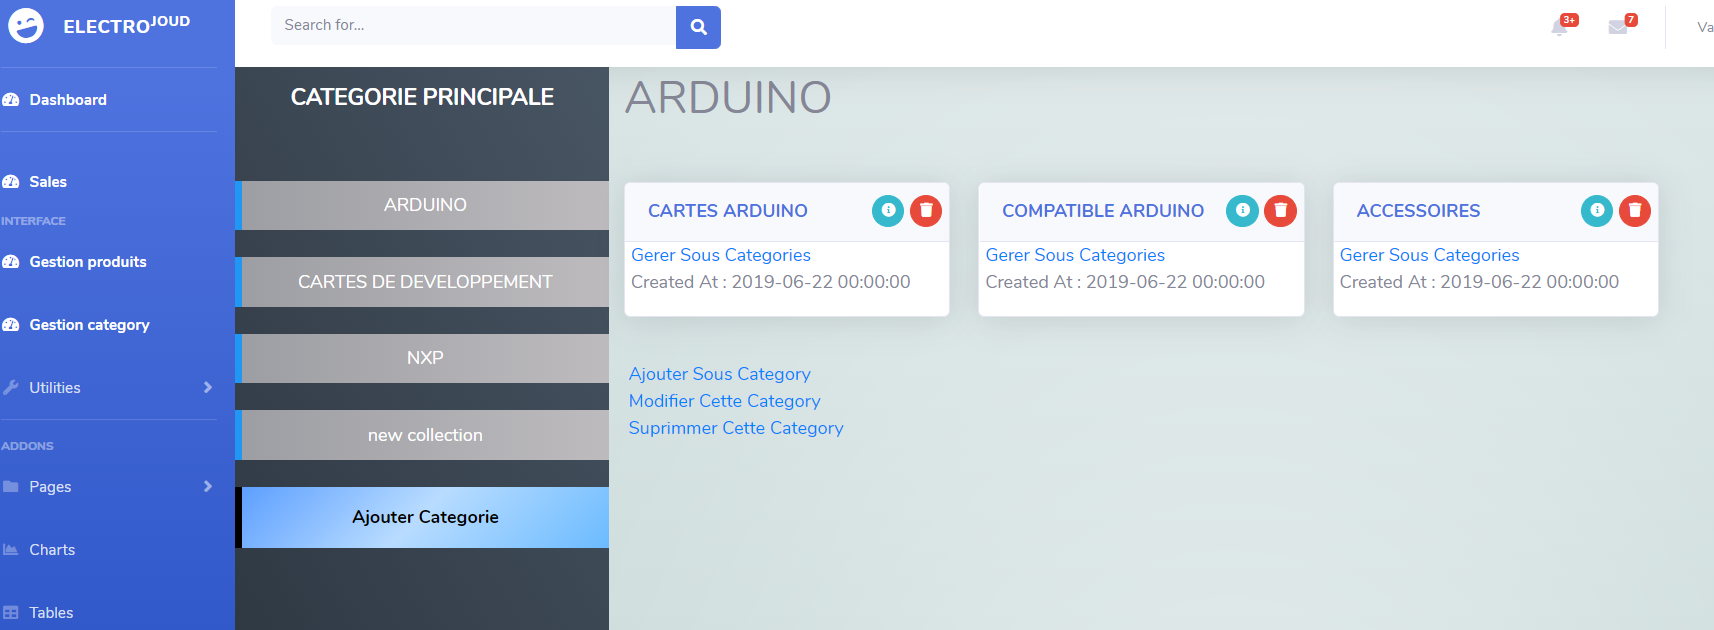 ELECTROJOUD
Search for...
3+
7
Va
Dashboard
Sales
INTERFACE
Gestion produits
Gestion category
Utilities
ADDONS
Pages
Charts
Tables
CATEGORIE PRINCIPALE
ARDUINO
CARTES DE DEVELOPPEMENT
NXP
new collection
Ajouter Categorie
ARDUINO
CARTES ARDUINO
Gerer Sous Categories
Created At : 2019-06-22 00:00:00
COMPATIBLE ARDUINO
Gerer Sous Categories
Created At : 2019-06-22 00:00:00
ACCESSOIRES
Gerer Sous Categories
Created At : 2019-06-22 00:00:00
Ajouter Sous Category
Modifier Cette Category
Suprimmer Cette Category